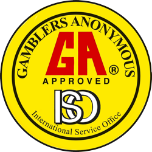 GAMBLERS ANONYMOUS
GA®
APPROVED
ISO
International Service Office